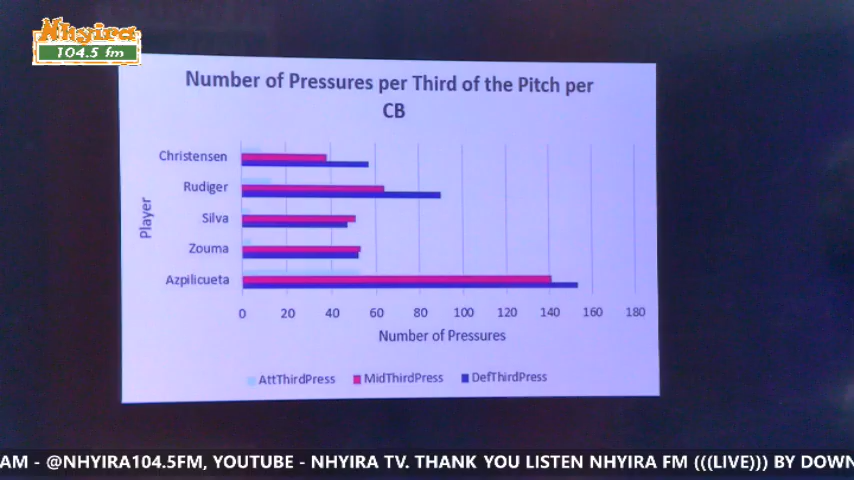 Nhyira
104.5 fm
Number of Pressures per Third of the Pitch per
CB
Christensen
Rudiger
Silva
Zouma
Azpilicueta
Player
0 20 40 60 80 100 120 140 160 180
Number of Pressures
AttThirdPress MidThirdPress DefThirdPress
AM - @NHYIRA104.5FM, YOUTUBE - NHYIRA TV. THANK YOU LISTEN NHYIRA FM (((LIVE))) BY DOWN